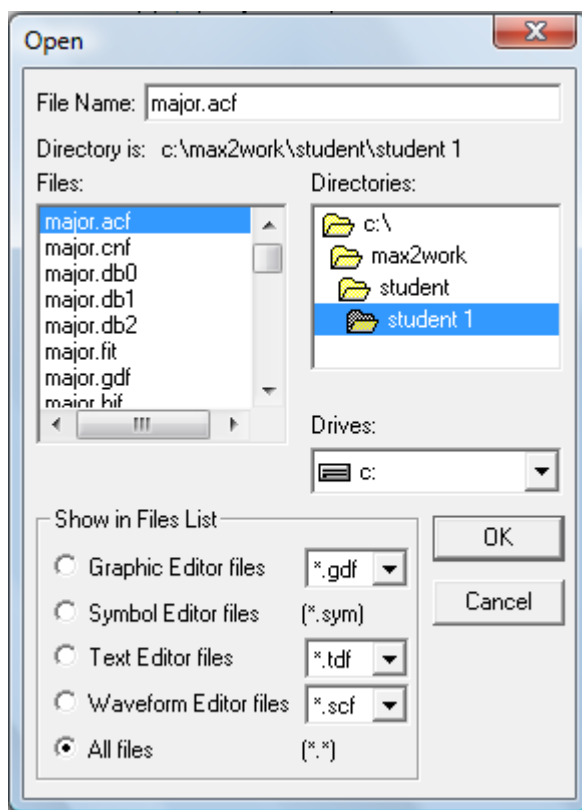 Open
File Name: major.acf
Directory is: c:\max2work\student\student 1
Files:
major.acf
major.cnf
major.db0
major.db1
major.db2
major.fit
major.gdf
major.hif
Directories:
c:\
max2work
student
student 1
Drives:
c:
Show in Files List
Graphic Editor files *.gdf
Symbol Editor files (*.sym)
Text Editor files *.tdf
Waveform Editor files *.scf
All files (*.*)
OK
Cancel